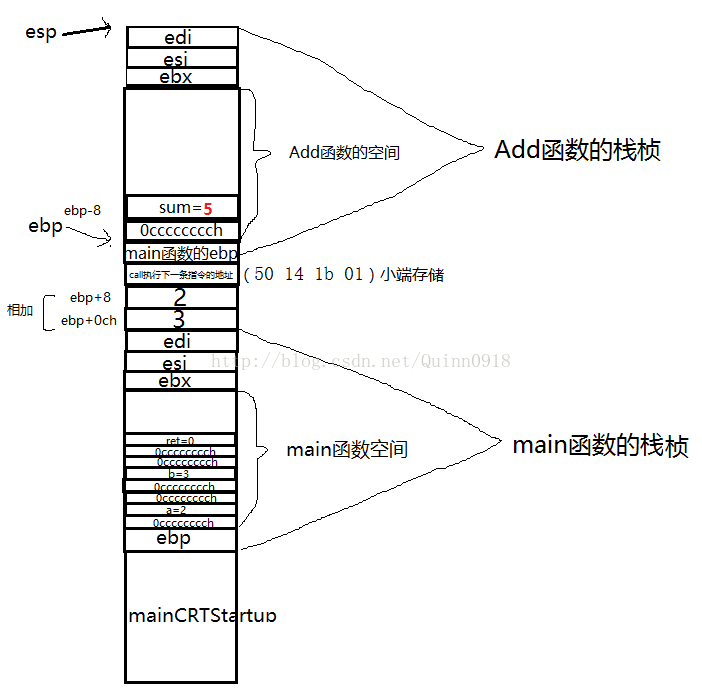 esp
edi
esi
ebx
Add函数的空间
Add函数的栈桢
sum=5
ebp-8
0cccccccch
ebp
main函数的ebp
call执行下一条指令的地址
(50 14 1b 01)小端存储
ebp+8
2
相加
ebp+0ch
3
edi
esi
http://blog.csdn.net/Quinn0918
ebx
ret=0
0cccccccch
0cccccccch
b=3
0cccccccch
0cccccccch
a=2
0cccccccch
main函数空间
main函数的栈桢
ebp
mainCRTStartup